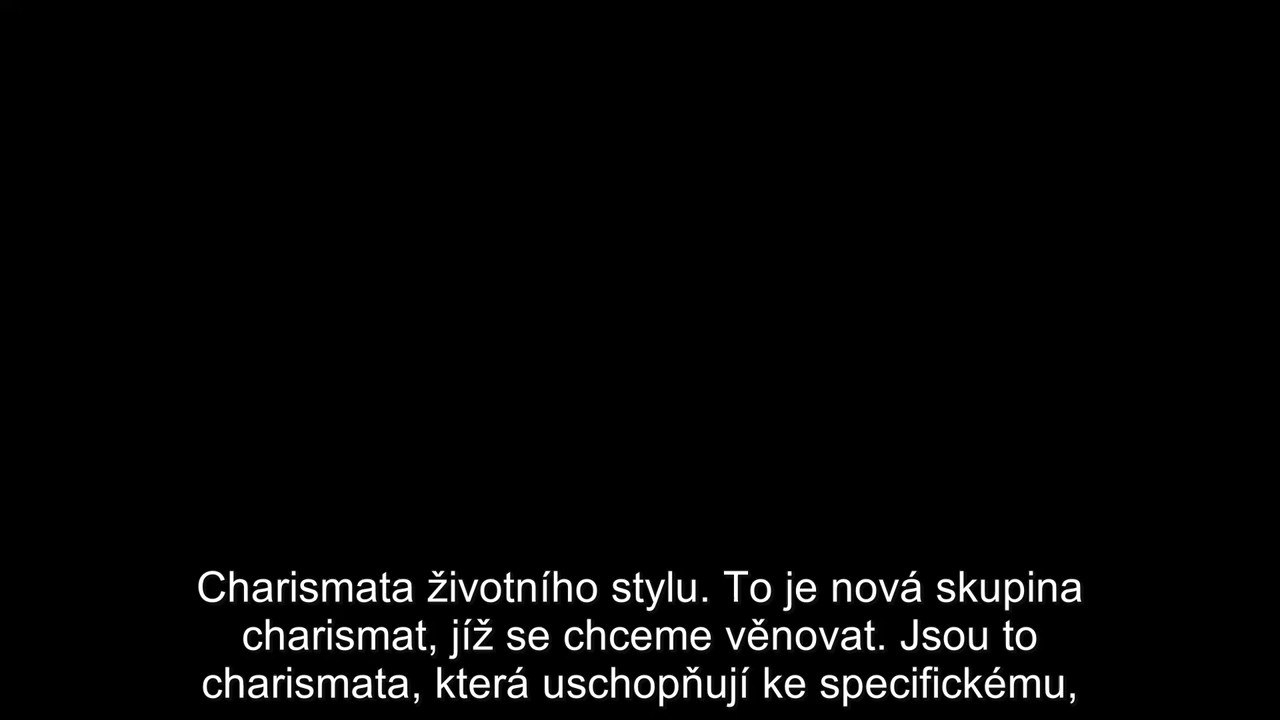 Charismata životního stylu. To je nová skupina
charismat, jíž se chceme věnovat. Jsou to
charismata, která uschopňují ke specifickému,